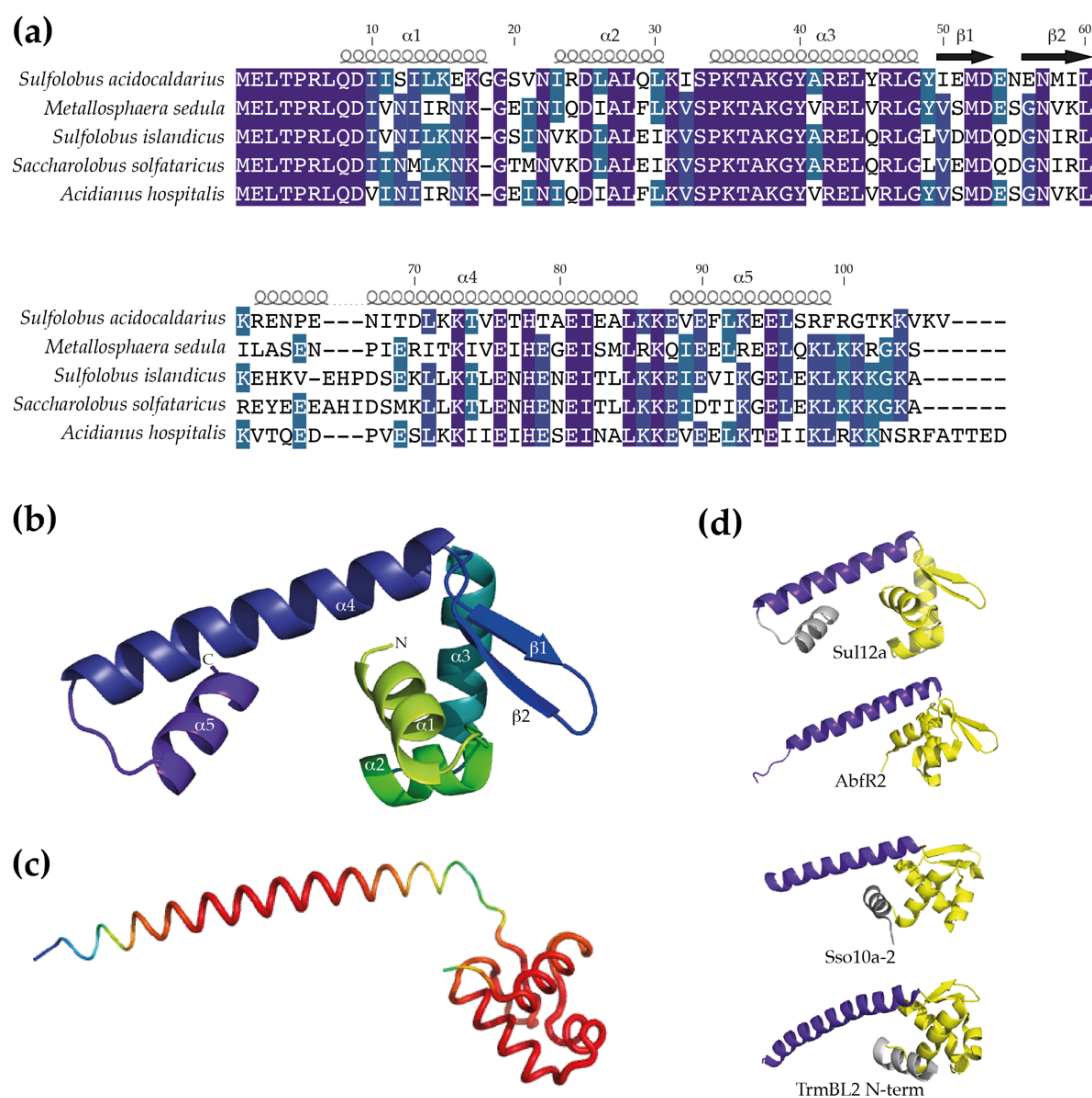 (a)
10 α1 20 α2 30 α3 40 50 β1 β2 60
Sulfolobus acidocaldarius MELTPRLQDIISILKEKGGSVNIRDLALQLKISPKTAKGYARELYRLGYIEMDENENMIL
Metallosphaera sedula MELTPRLQDIVNIIRNK-GEINIQDIALFLKVSPKTAKGYVRELVRLGYVSMDESGNVKL
Sulfolobus islandicus MELTPRLQDIVNILKNK-GSINVKDLALEIKVSPKTAKGYARELQRLGLVDMDQDGNIRL
Saccharolobus solfataricus MELTPRLQDIINMLKNK-GTMNVKDLALEIKVSPKTAKGYARELQRLGLVEMDQDGNIRL
Acidianus hospitalis MELTPRLQDVINIIRNK-GEINIQDIALFLKVSPKTAKGYVRELVRLGYVSMDESGNVKL
70 α4 80 90 α5 100
Sulfolobus acidocaldarius KRENPE---NITDLKKTVETHTAEIEALKKEVEFLKEELSRFRGTKKVKV----
Metallosphaera sedula ILASEN---PIERITKIVEIHEGEISMLRKQIEELREELQKLKKRGKS------
Sulfolobus islandicus KEHKV-EHPDSEKLLKTLENHENEITLLKKEIEVIKGELEKLKKKGKA------
Saccharolobus solfataricus REYEEEAHIDSMKLLKTLENHENEITLLKKEIDTIKGELEKLKKKGKA------
Acidianus hospitalis KVTQED---PVESLKKIIEIHESEINALKKEVEELKTEIIKLRKKNSRFATTED
(b)
α4
N
α3
β1
C
α5
α1
β2
α2
(c)
(d)
Sul12a
AbfR2
Sso10a-2
TrmBL2 N-term